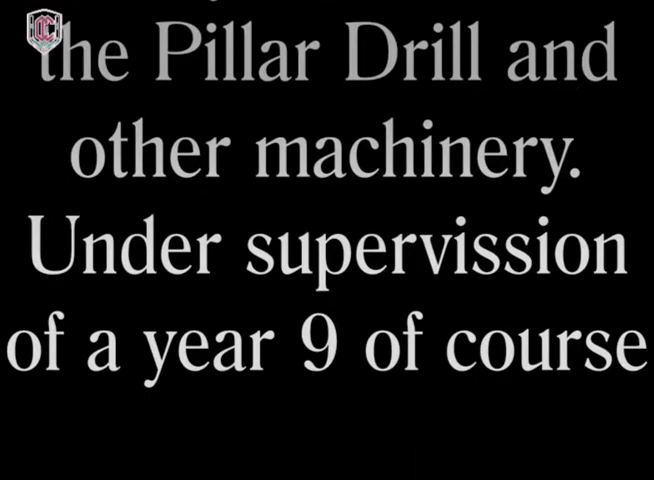 the Pillar Drill and
other machinery.
Under supervission
of a year 9 of course